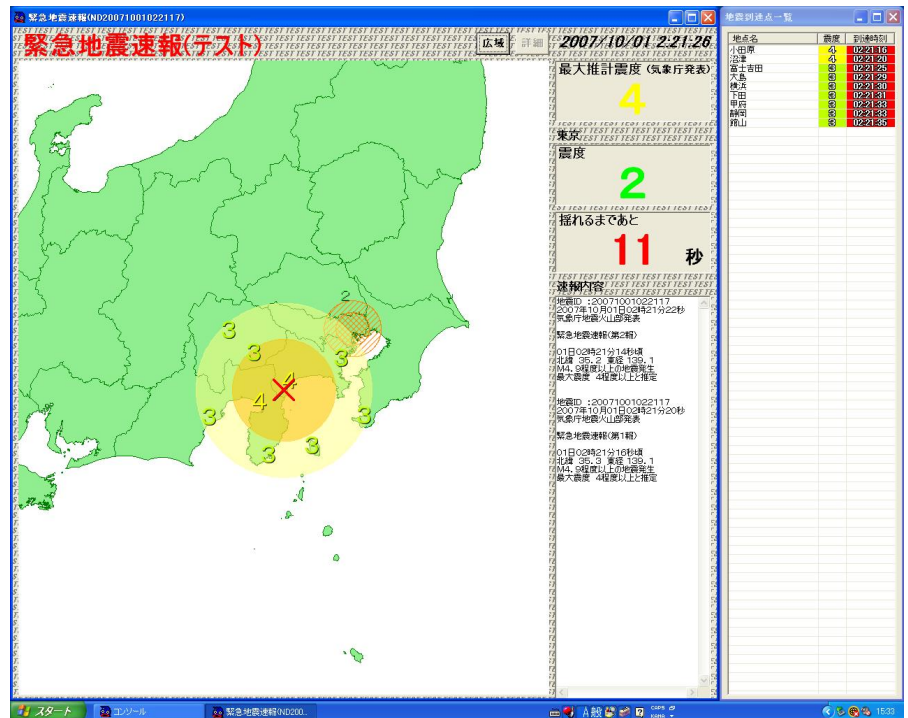 緊急地震速報(ND20071001022117)
緊急地震速報(テスト)
広域
詳細
2007/10/01 2:21:26
最大推計震度 (気象庁発表)
4
東京
震度
2
揺れるまであと
11 秒
速報内容
地震ID :20071001022117
2007年10月01日02時21分22秒
気象庁地震火山部発表
緊急地震速報(第2報)
01日02時21分14秒頃
北緯 35.2 東経 139.1
M4.9程度以上の地震発生
最大震度 4程度以上と推定
地震ID :20071001022117
2007年10月01日02時21分20秒
気象庁地震火山部発表
緊急地震速報(第1報)
01日02時21分16秒頃
北緯 35.3 東経 139.1
M4.9程度以上の地震発生
最大震度 4程度以上と推定
2
3
3
3
4
4
3
3
3
3
地震到達点一覧
地点名 震度 到達時刻
小田原 4 02:21:16
沼津 4 02:21:20
富士吉田 3 02:21:25
大島 3 02:21:29
横浜 3 02:21:30
下田 3 02:21:31
甲府 3 02:21:33
静岡 3 02:21:33
館山 3 02:21:35
スタート
コンソール
緊急地震速報(ND200...
A 般
CAPS
KANA
15:33